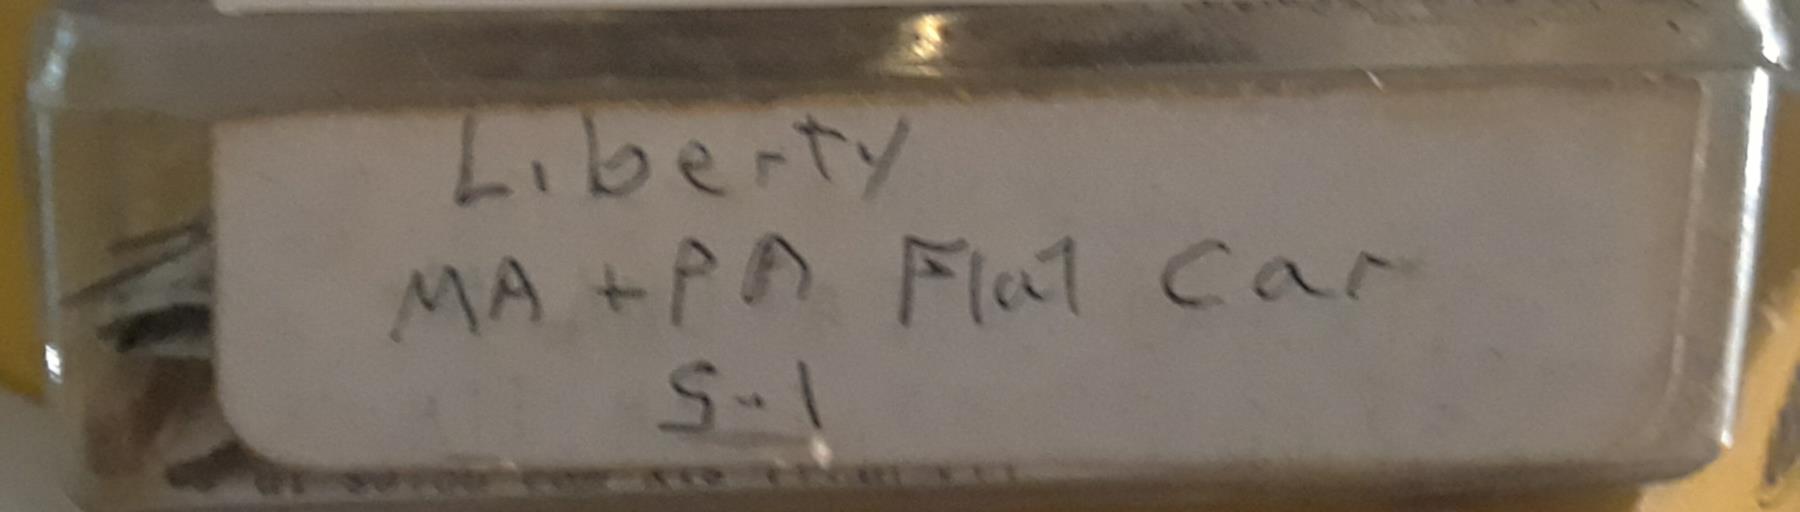 Liberty
MA + PA Flat Car
S-1